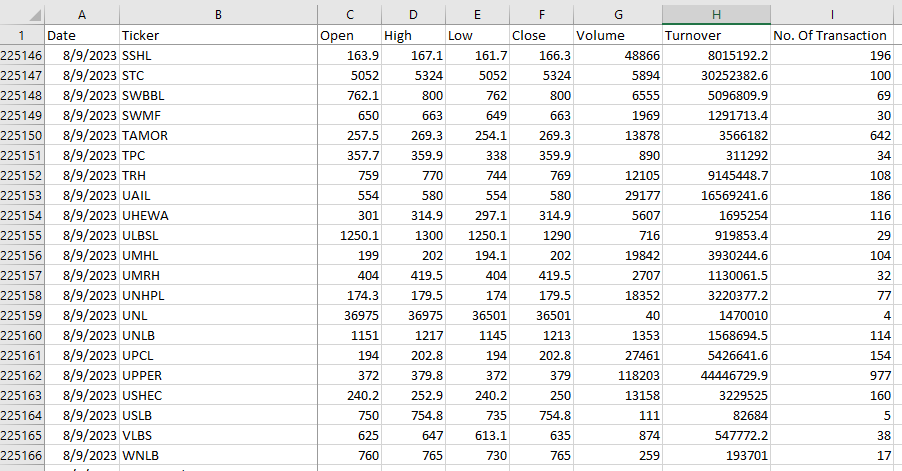 A B C D E F G H I
1 Date Ticker Open High Low Close Volume Turnover No. Of Transaction
225146 8/9/2023 SSHL 163.9 167.1 161.7 166.3 48866 8015192.2 196
225147 8/9/2023 STC 5052 5324 5052 5324 5894 30252382.6 100
225148 8/9/2023 SWBBL 762.1 800 762 800 6555 5096809.9 69
225149 8/9/2023 SWMF 650 663 649 663 1969 1291713.4 30
225150 8/9/2023 TAMOR 257.5 269.3 254.1 269.3 13878 3566182 642
225151 8/9/2023 TPC 357.7 359.9 338 359.9 890 311292 34
225152 8/9/2023 TRH 759 770 744 769 12105 9145448.7 108
225153 8/9/2023 UAIL 554 580 554 580 29177 16569241.6 186
225154 8/9/2023 UHEWA 301 314.9 297.1 314.9 5607 1695254 116
225155 8/9/2023 ULBSL 1250.1 1300 1250.1 1290 716 919853.4 29
225156 8/9/2023 UMHL 199 202 194.1 202 19842 3930244.6 104
225157 8/9/2023 UMRH 404 419.5 404 419.5 2707 1130061.5 32
225158 8/9/2023 UNHPL 174.3 179.5 174 179.5 18352 3220377.2 77
225159 8/9/2023 UNL 36975 36975 36501 36501 40 1470010 4
225160 8/9/2023 UNLB 1151 1217 1145 1213 1353 1568694.5 114
225161 8/9/2023 UPCL 194 202.8 194 202.8 27461 5426641.6 154
225162 8/9/2023 UPPER 372 379.8 372 379 118203 44446729.9 977
225163 8/9/2023 USHEC 240.2 252.9 240.2 250 13158 3229525 160
225164 8/9/2023 USLB 750 754.8 735 754.8 111 82684 5
225165 8/9/2023 VLBS 625 647 613.1 635 874 547772.2 38
225166 8/9/2023 WNLB 760 765 730 765 259 193701 17